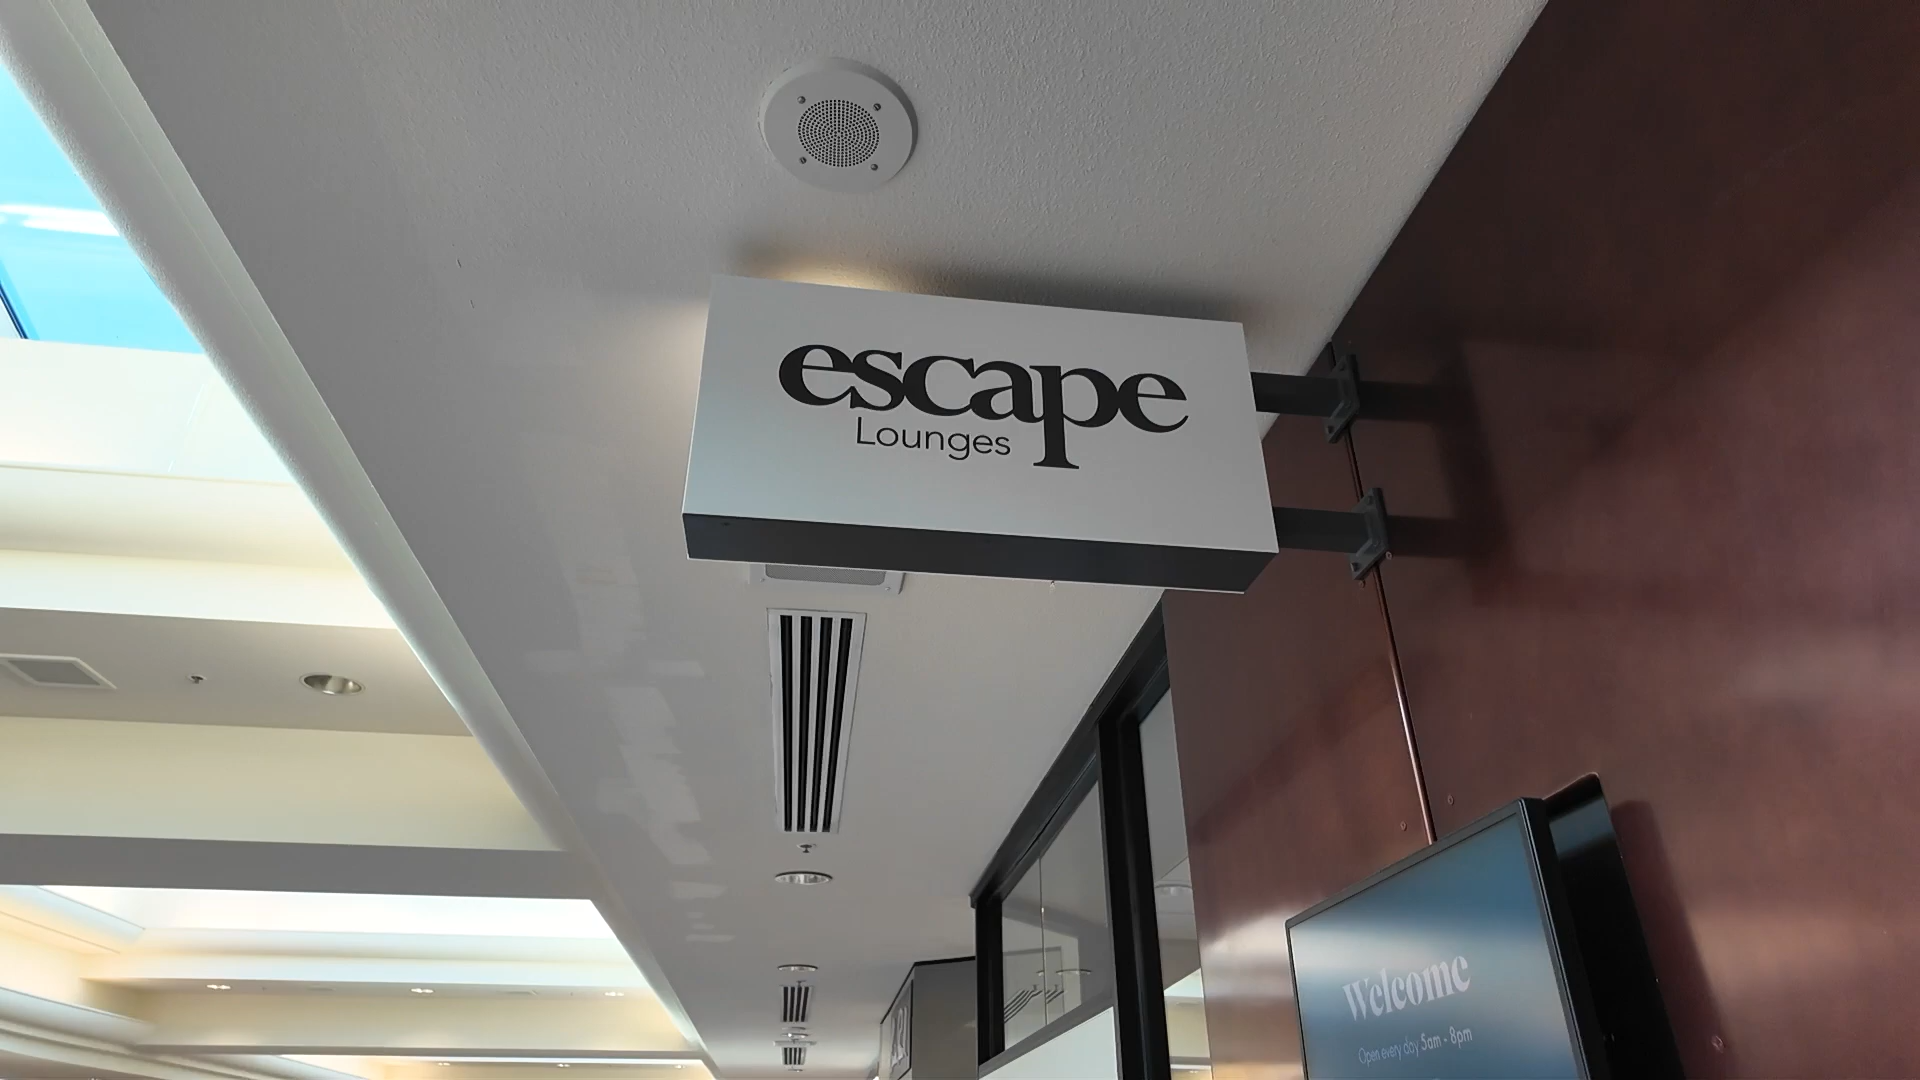 escape
Lounges
Welcome
Open every day 5am - 8pm